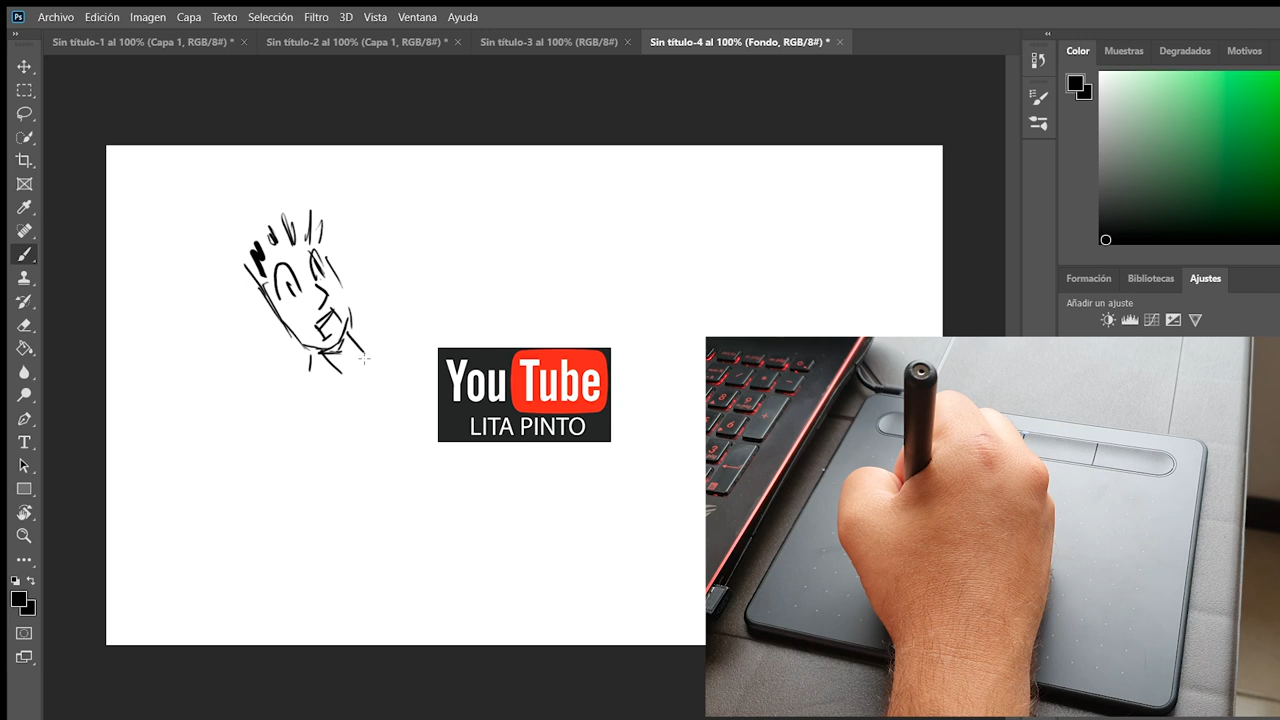 Ps Archivo Edición Imagen Capa Texto Selección Filtro 3D Vista Ventana Ayuda
Sin título-1 al 100% (Capa 1, RGB/8#) * × Sin título-2 al 100% (Capa 1, RGB/8#) * × Sin título-3 al 100% (RGB/8#) × Sin título-4 al 100% (Fondo, RGB/8#) * ×
Color Muestras Degradados Motivos
Formación Bibliotecas Ajustes
Añadir un ajuste
YouTube
LITA PINTO